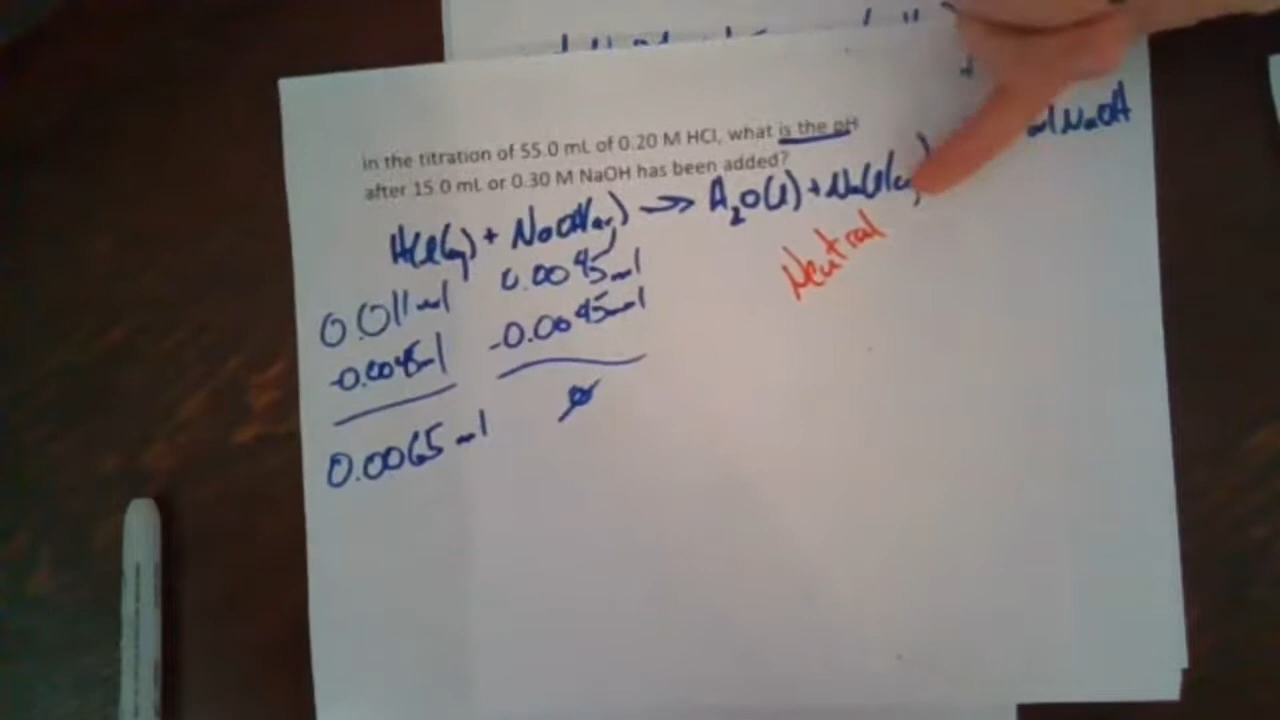 In the titration of 55.0 mL of 0.20 M HCl, what is the pH
after 15.0 mL or 0.30 M NaOH has been added?
mol NaOH
HCl(aq) + NaOH(aq) → H₂O(l) + NaCl(aq)
Neutral
0.011 mol 0.0045 mol
-0.0045 mol -0.0045 mol
0.0065 mol ø